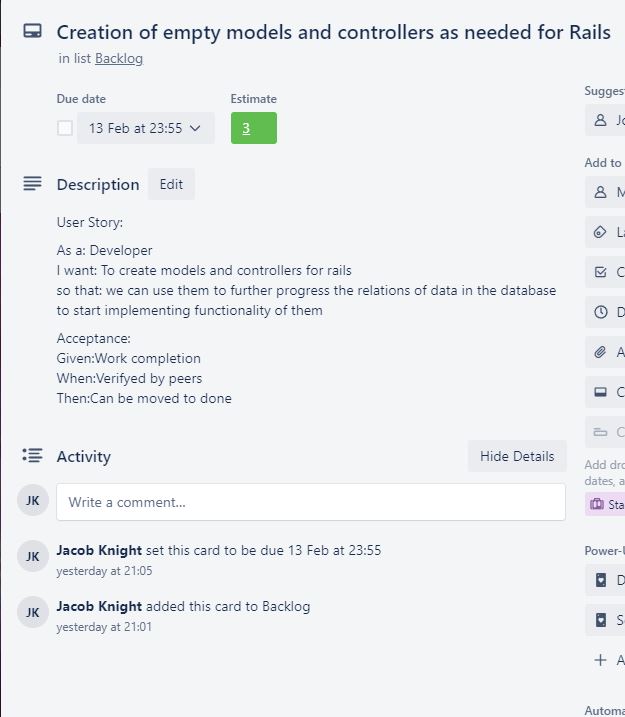 Creation of empty models and controllers as needed for Rails
in list Backlog
Due date
Estimate
13 Feb at 23:55
3
Description
Edit
User Story:
As a: Developer
I want: To create models and controllers for rails
so that: we can use them to further progress the relations of data in the database
to start implementing functionality of them
Acceptance:
Given:Work completion
When:Verifyed by peers
Then:Can be moved to done
Activity
Hide Details
JK
Write a comment...
JK
Jacob Knight set this card to be due 13 Feb at 23:55
yesterday at 21:05
JK
Jacob Knight added this card to Backlog
yesterday at 21:01
Add to
M
C
D
A
C
C
Add dro
dates, a
Sta
D
S
A